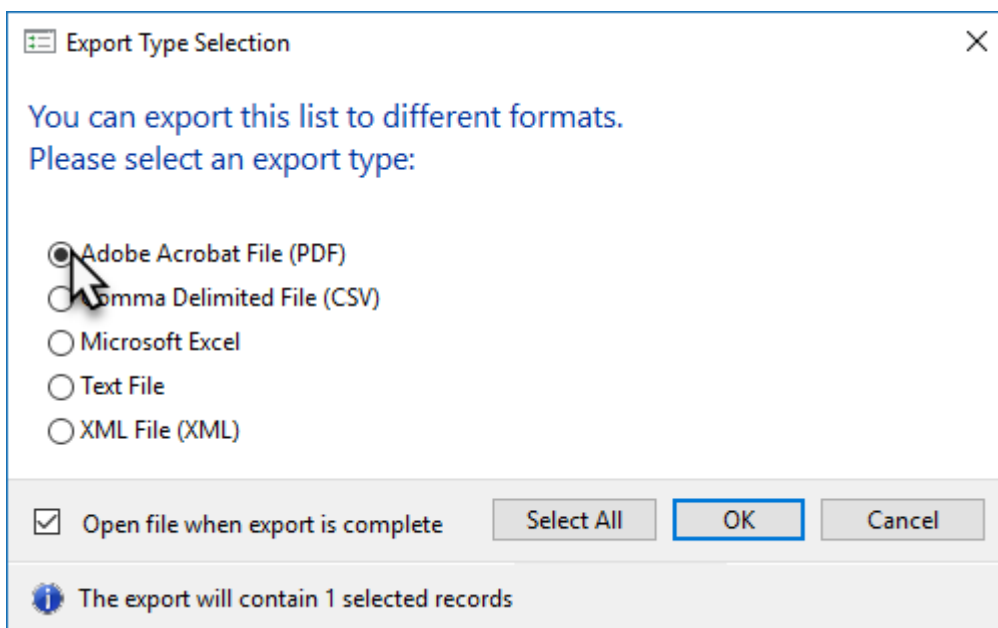 Export Type Selection
You can export this list to different formats.
Please select an export type:
Adobe Acrobat File (PDF)
Comma Delimited File (CSV)
Microsoft Excel
Text File
XML File (XML)
Open file when export is complete
Select All
OK
Cancel
The export will contain 1 selected records